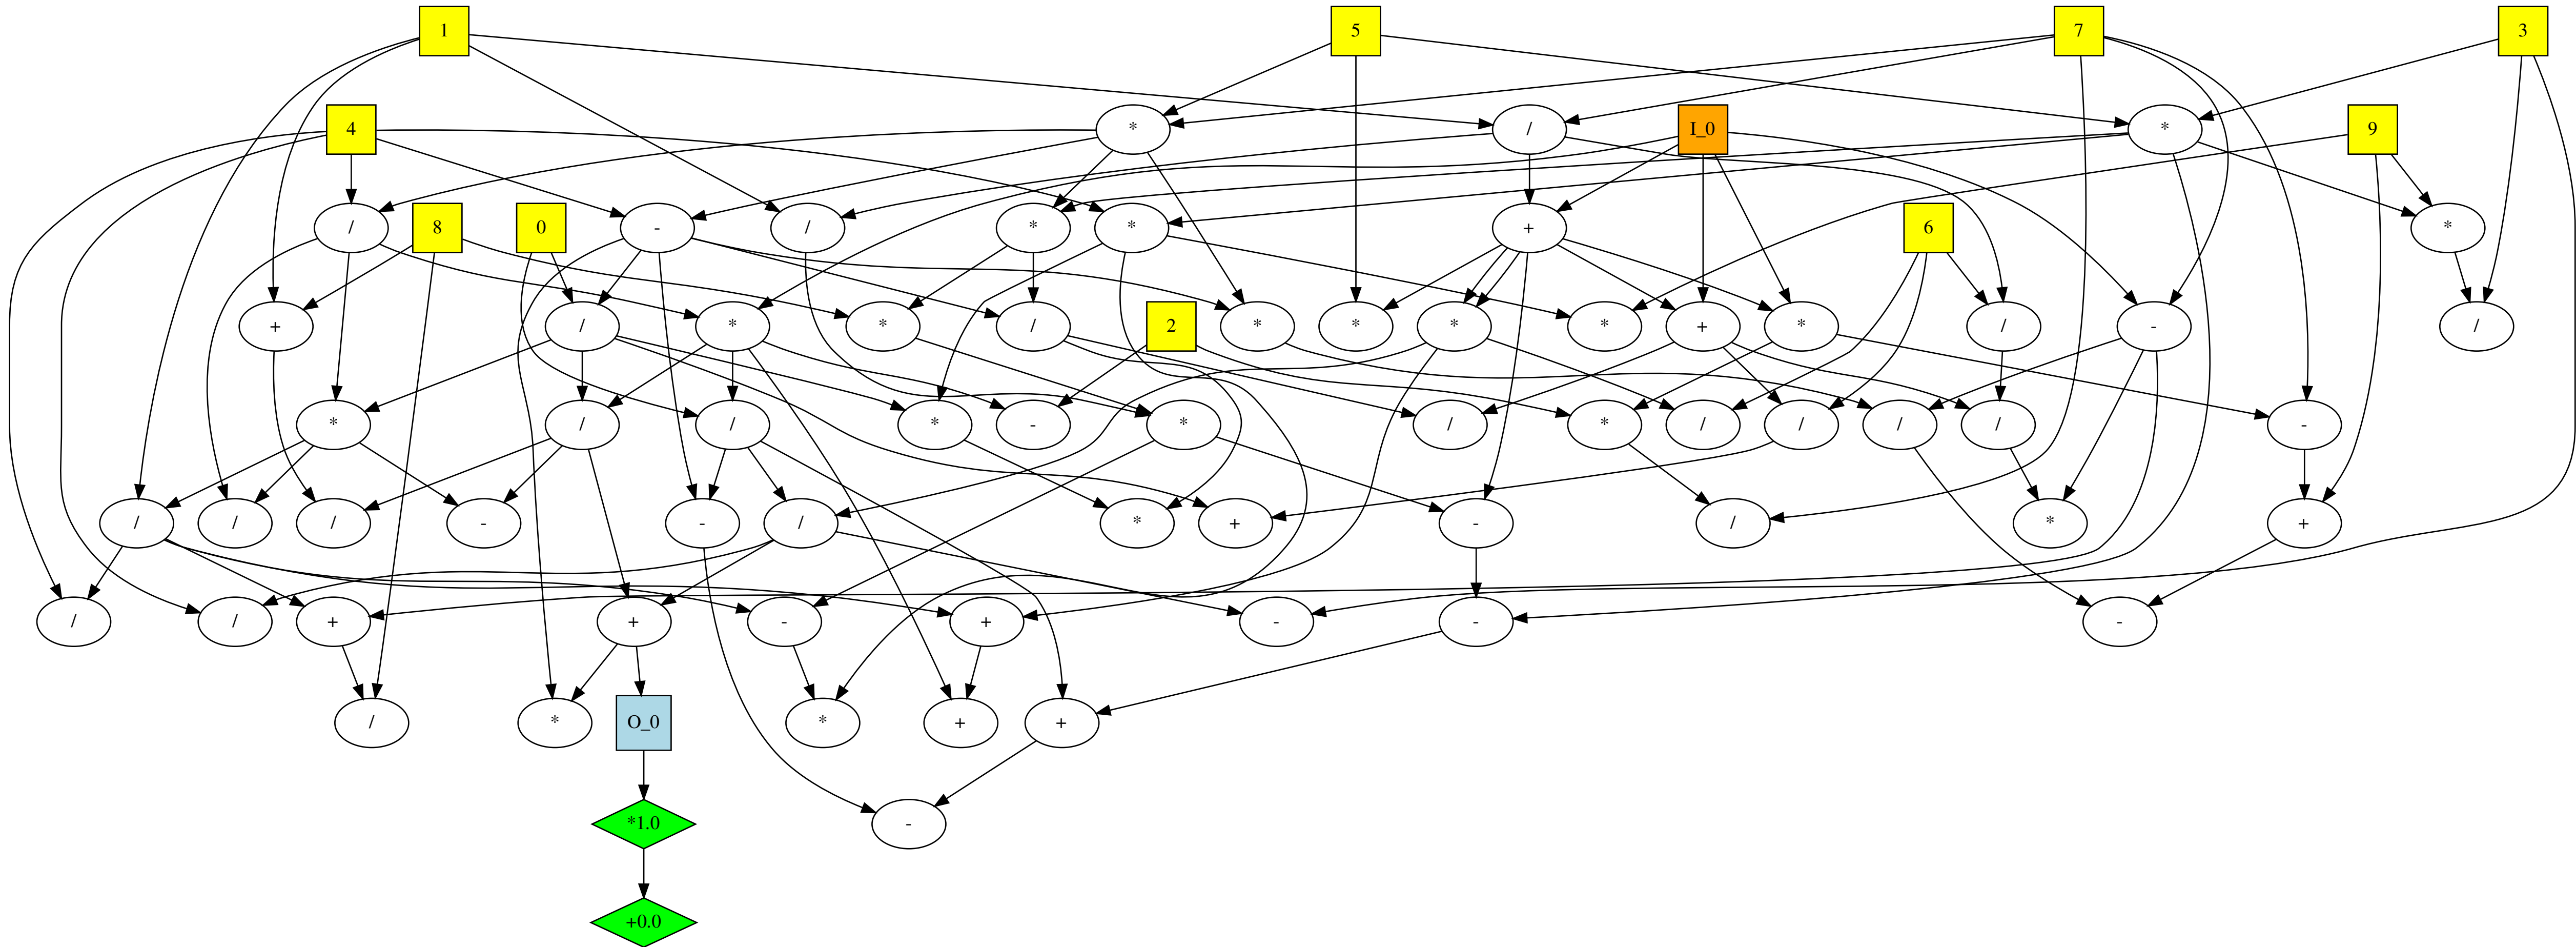 1 5 7 3
4 * / I_0 * 9
/ 8 0 - / * * + 6 *
+ / * * / 2 * * * * + * / - /
* / / * - * / * / / / / -
/ / / - - / * + - / * +
/ / + + - + - - -
/ * O_0 * + +
*1.0 -
+0.0